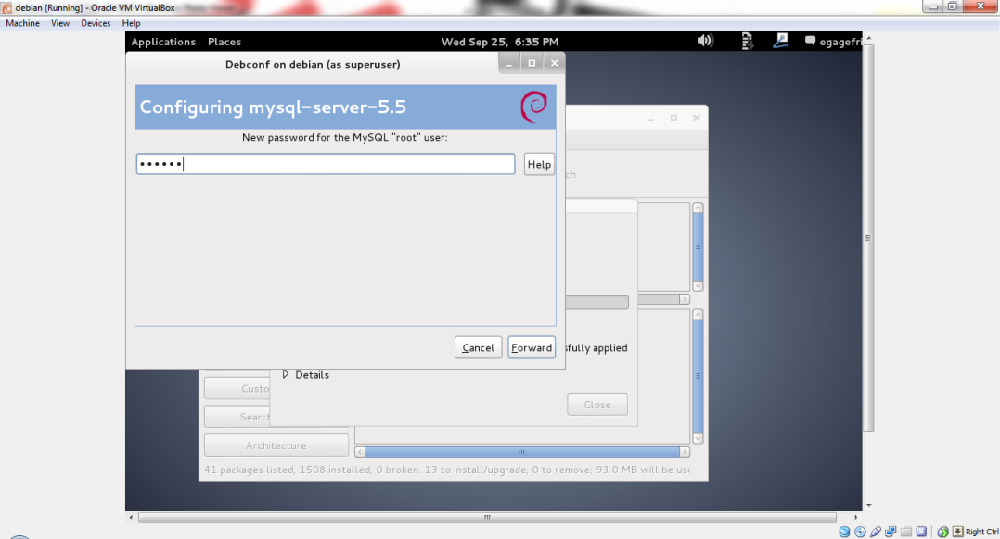 debian [Running] - Oracle VM VirtualBox
Machine View Devices Help
Applications Places Wed Sep 25, 6:35 PM egagefri
Debconf on debian (as superuser)
Configuring mysql-server-5.5
New password for the MySQL "root" user:
Help
ch
Cancel Forward sfully applied
Details
Custo
Close
Search
Architecture
41 packages listed, 1508 installed, 0 broken. 13 to install/upgrade, 0 to remove; 93.0 MB will be use
Right Ctrl